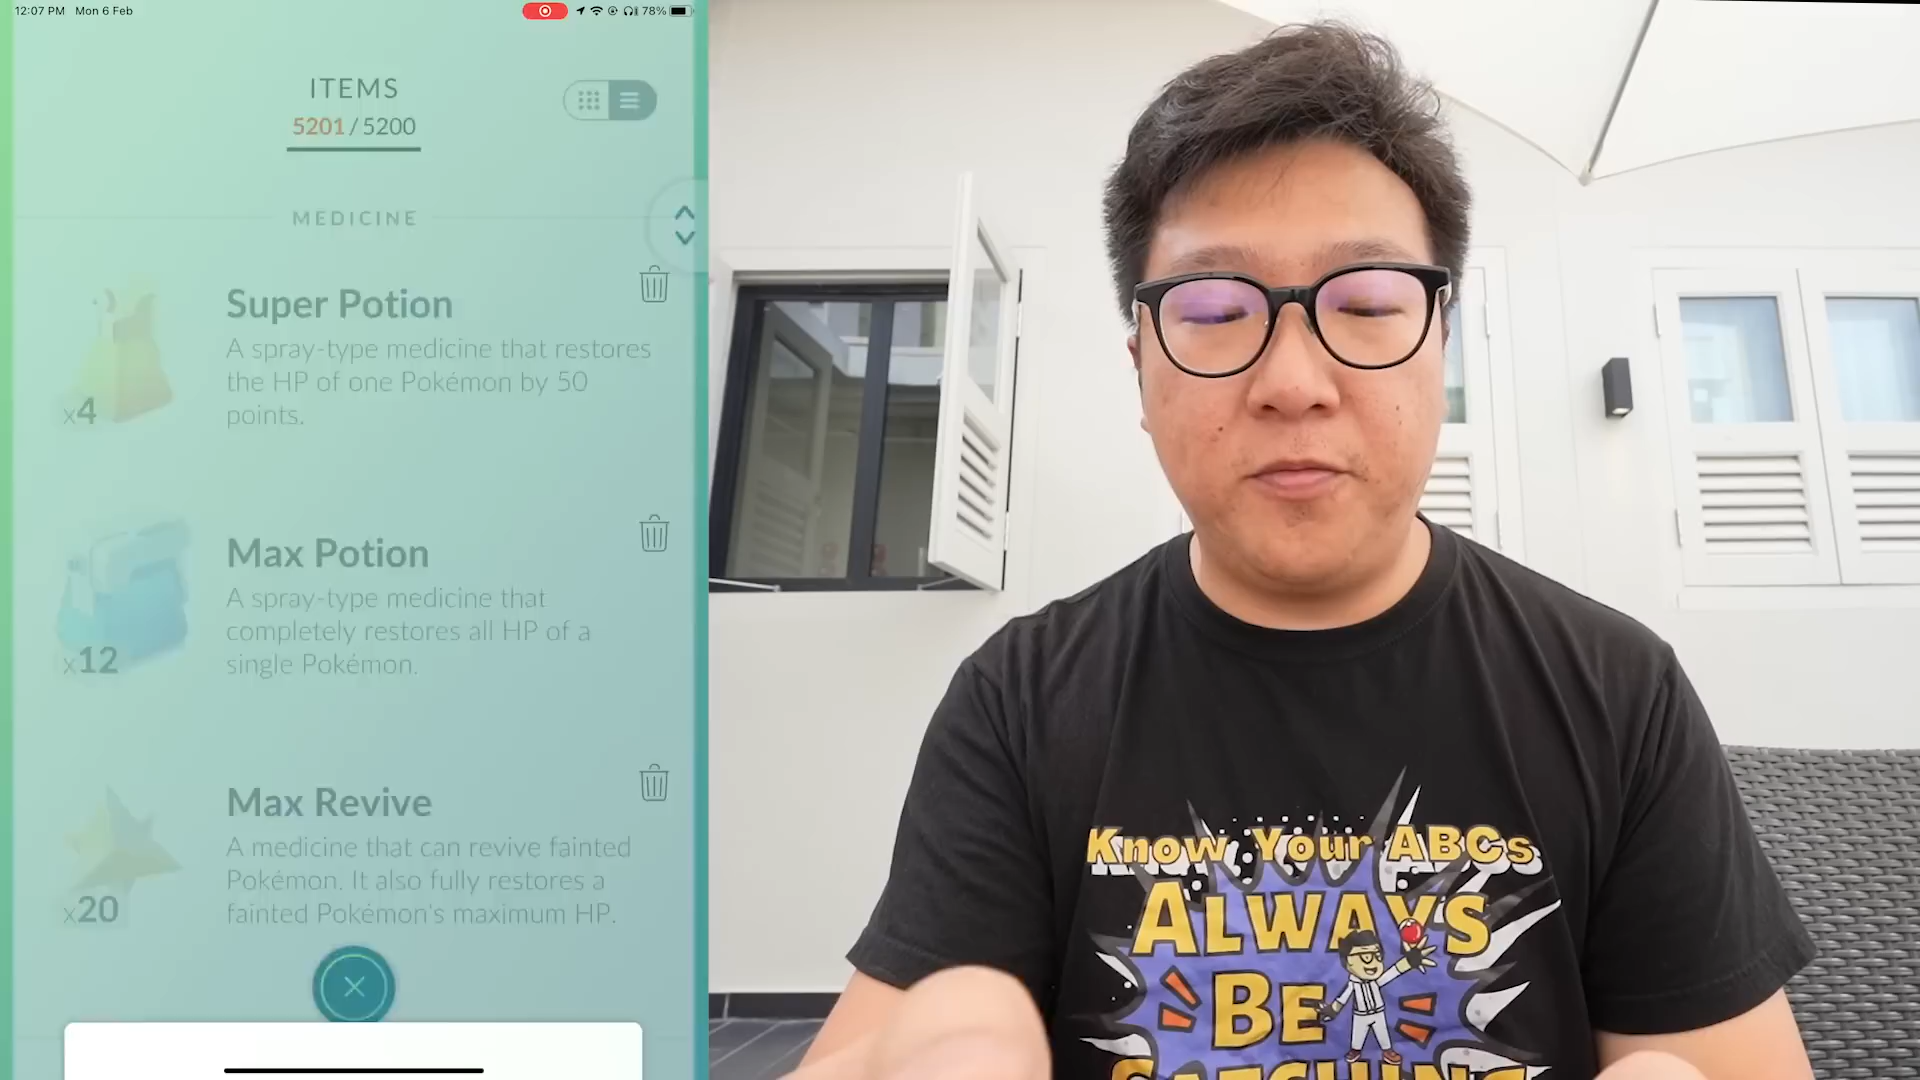 12:07 PM Mon 6 Feb
78%
ITEMS
5201 / 5200
MEDICINE
Super Potion
A spray-type medicine that restores
the HP of one Pokémon by 50
points.
x4
Max Potion
A spray-type medicine that
completely restores all HP of a
single Pokémon.
x12
Max Revive
A medicine that can revive fainted
Pokémon. It also fully restores a
fainted Pokémon's maximum HP.
x20
Know Your ABCs
ALWAYS
BE
CATCHING